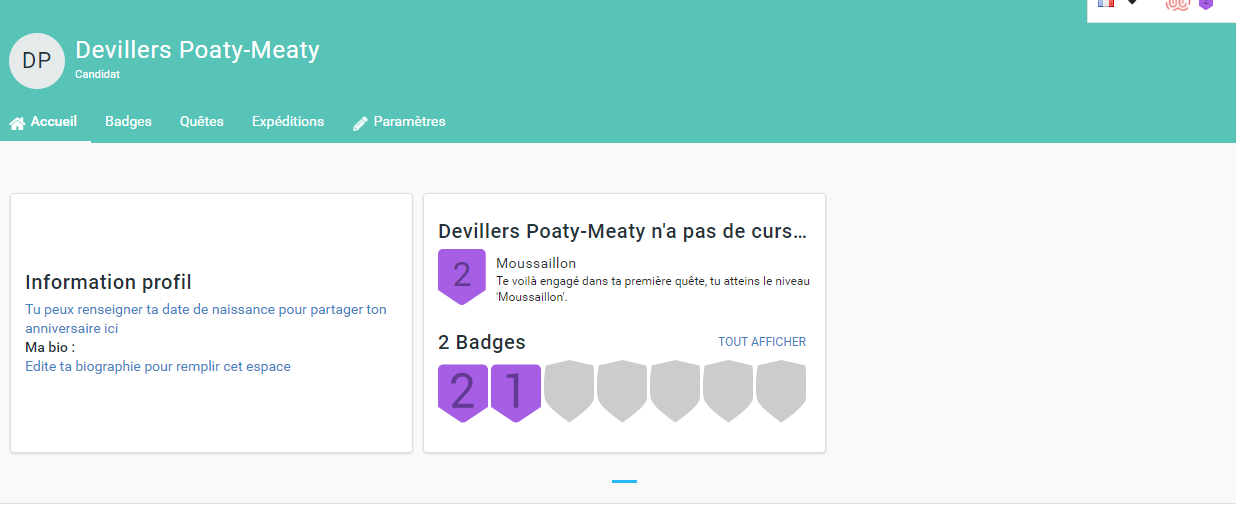 DP
Devillers Poaty-Meaty
Candidat
Accueil Badges Quêtes Expéditions Paramètres
Information profil
Tu peux renseigner ta date de naissance pour partager ton
anniversaire ici
Ma bio :
Edite ta biographie pour remplir cet espace
Devillers Poaty-Meaty n'a pas de curs...
2
Moussaillon
Te voilà engagé dans ta première quête, tu atteins le niveau
'Moussaillon'.
2 Badges TOUT AFFICHER
2 1